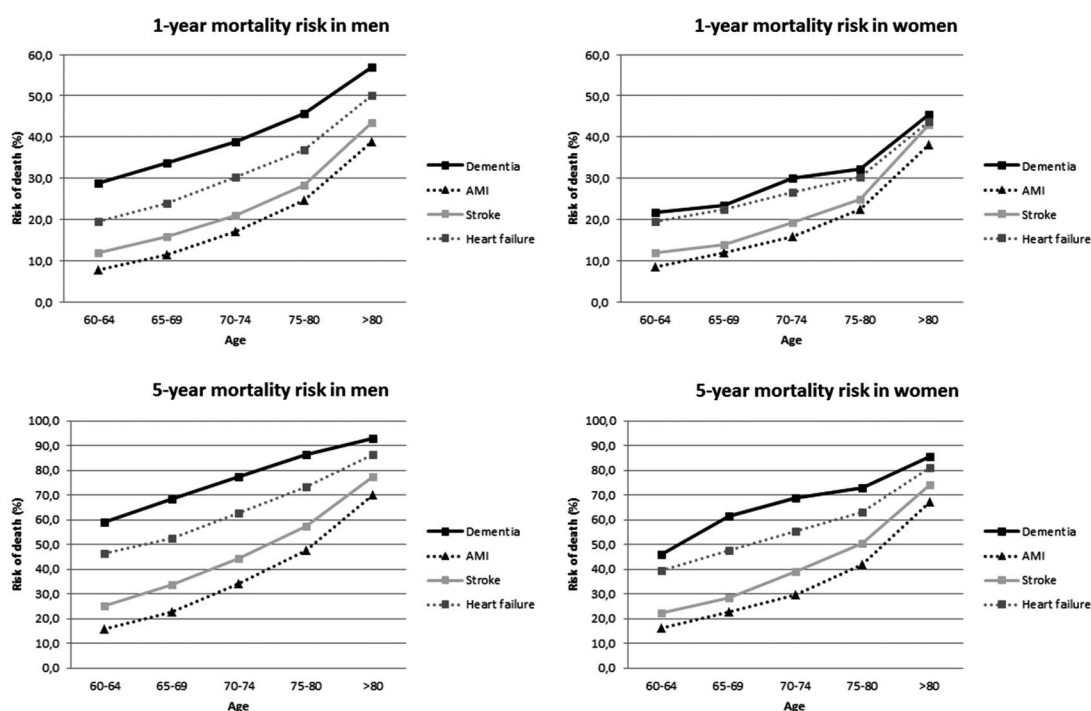 1-year mortality risk in men
60,0
50,0
40,0
30,0
20,0
10,0
0,0
Risk of death (%)
60-64 65-69 70-74 75-80 >80
Age
Dementia
AMI
Stroke
Heart failure
1-year mortality risk in women
60,0
50,0
40,0
30,0
20,0
10,0
0,0
Risk of death (%)
60-64 65-69 70-74 75-80 >80
Age
Dementia
AMI
Stroke
Heart failure
5-year mortality risk in men
100,0
90,0
80,0
70,0
60,0
50,0
40,0
30,0
20,0
10,0
0,0
Risk of death (%)
60-64 65-69 70-74 75-80 >80
Age
Dementia
AMI
Stroke
Heart failure
5-year mortality risk in women
100,0
90,0
80,0
70,0
60,0
50,0
40,0
30,0
20,0
10,0
0,0
Risk of death (%)
60-64 65-69 70-74 75-80 >80
Age
Dementia
AMI
Stroke
Heart failure